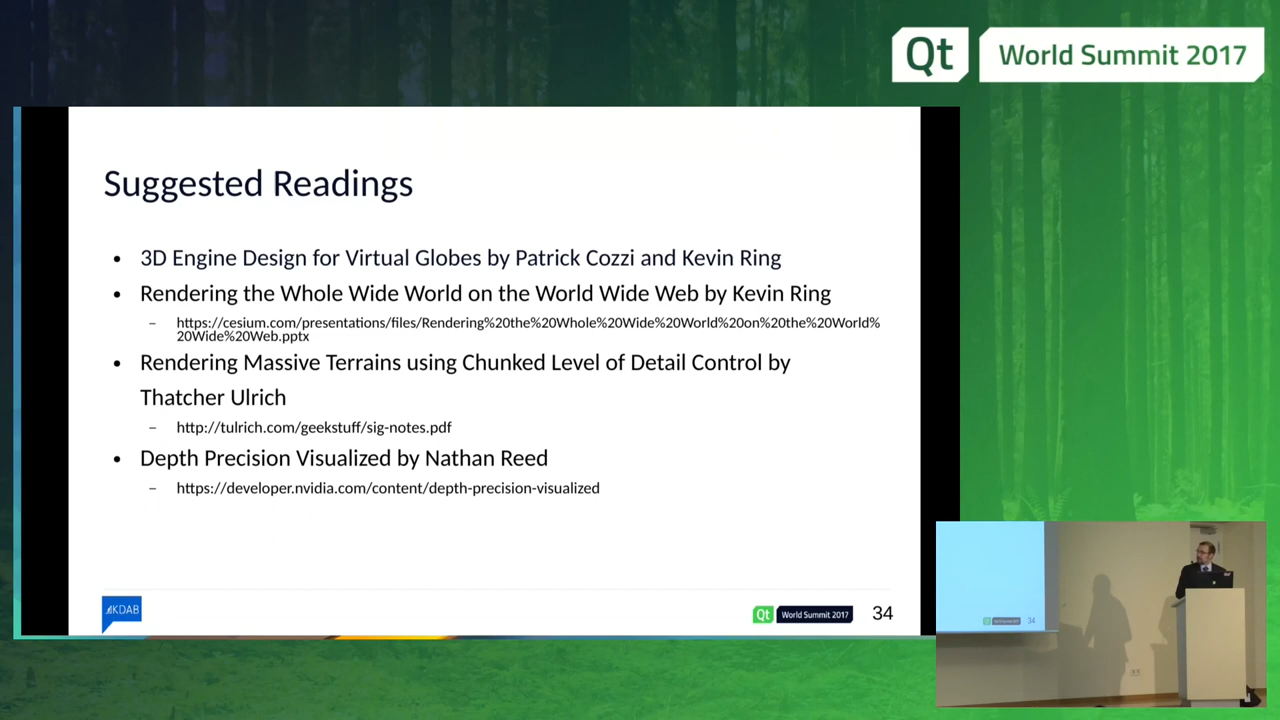 Qt World Summit 2017
Suggested Readings
• 3D Engine Design for Virtual Globes by Patrick Cozzi and Kevin Ring
• Rendering the Whole Wide World on the World Wide Web by Kevin Ring
– https://cesium.com/presentations/files/Rendering%20the%20Whole%20Wide%20World%20on%20the%20World%
20Wide%20Web.pptx
• Rendering Massive Terrains using Chunked Level of Detail Control by
Thatcher Ulrich
– http://tulrich.com/geekstuff/sig-notes.pdf
• Depth Precision Visualized by Nathan Reed
– https://developer.nvidia.com/content/depth-precision-visualized
KDAB
Qt World Summit 2017
34
34